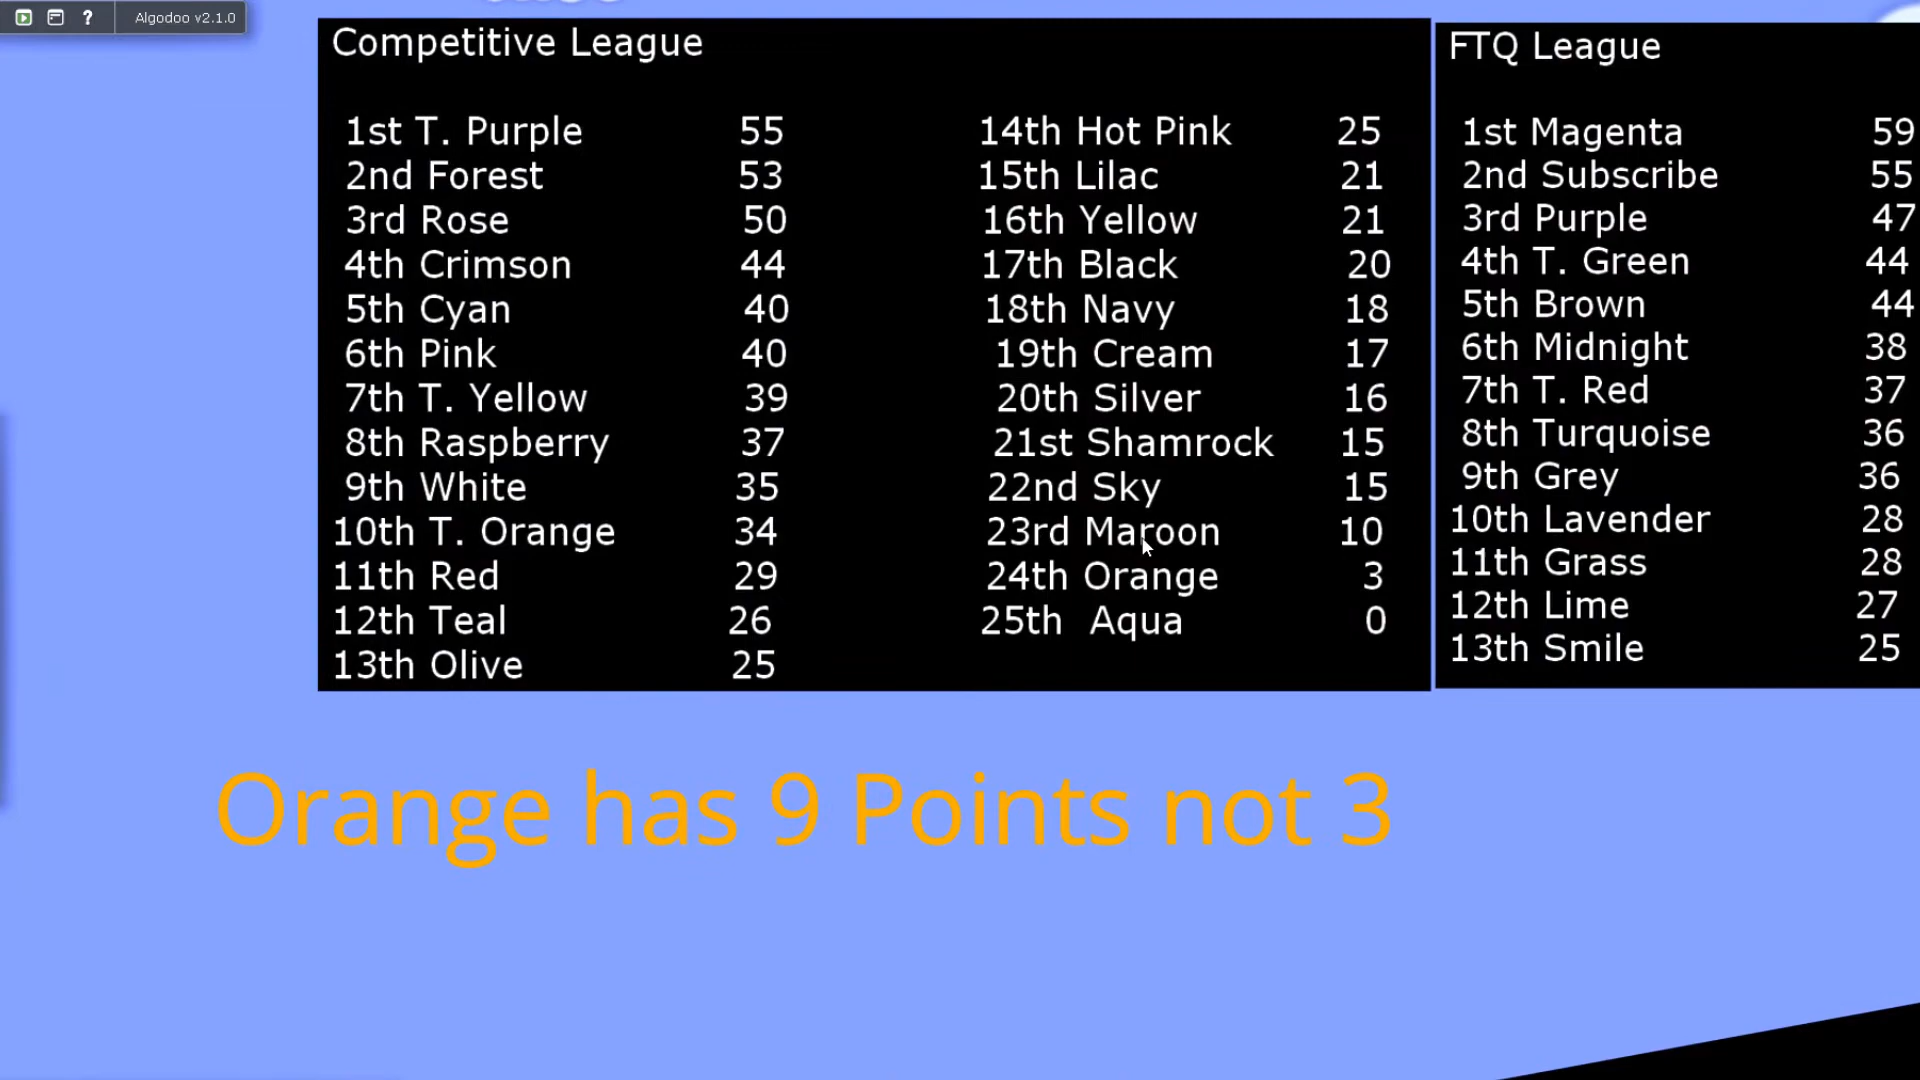 Algodoo v2.1.0
Competitive League
1st T. Purple 55
2nd Forest 53
3rd Rose 50
4th Crimson 44
5th Cyan 40
6th Pink 40
7th T. Yellow 39
8th Raspberry 37
9th White 35
10th T. Orange 34
11th Red 29
12th Teal 26
13th Olive 25
14th Hot Pink 25
15th Lilac 21
16th Yellow 21
17th Black 20
18th Navy 18
19th Cream 17
20th Silver 16
21st Shamrock 15
22nd Sky 15
23rd Maroon 10
24th Orange 3
25th Aqua 0
FTQ League
1st Magenta 59
2nd Subscribe 55
3rd Purple 47
4th T. Green 44
5th Brown 44
6th Midnight 38
7th T. Red 37
8th Turquoise 36
9th Grey 36
10th Lavender 28
11th Grass 28
12th Lime 27
13th Smile 25
Orange has 9 Points not 3